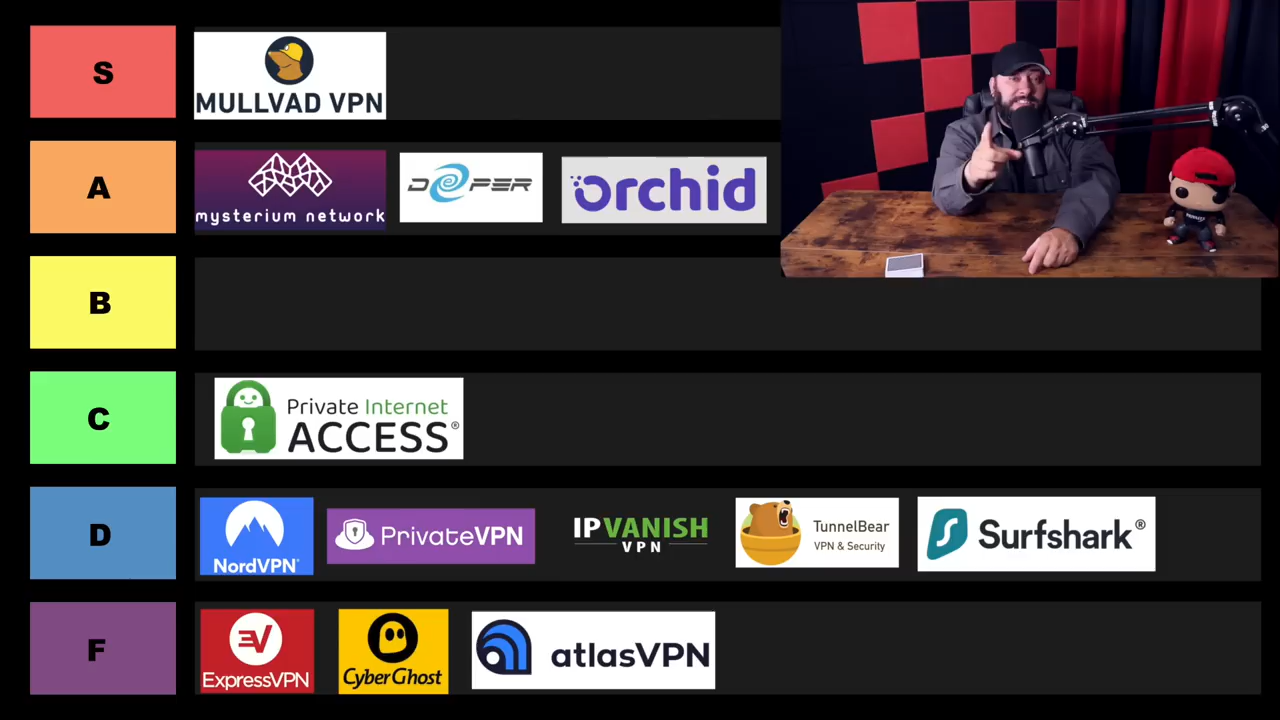 S
MULLVAD VPN
A
mysterium network
DEEPER
orchid
B
C
Private Internet
ACCESS®
D
NordVPN®
PrivateVPN
IPVANISH
VPN
TunnelBear
VPN & Security
Surfshark®
F
EV
ExpressVPN
CyberGhost
atlasVPN